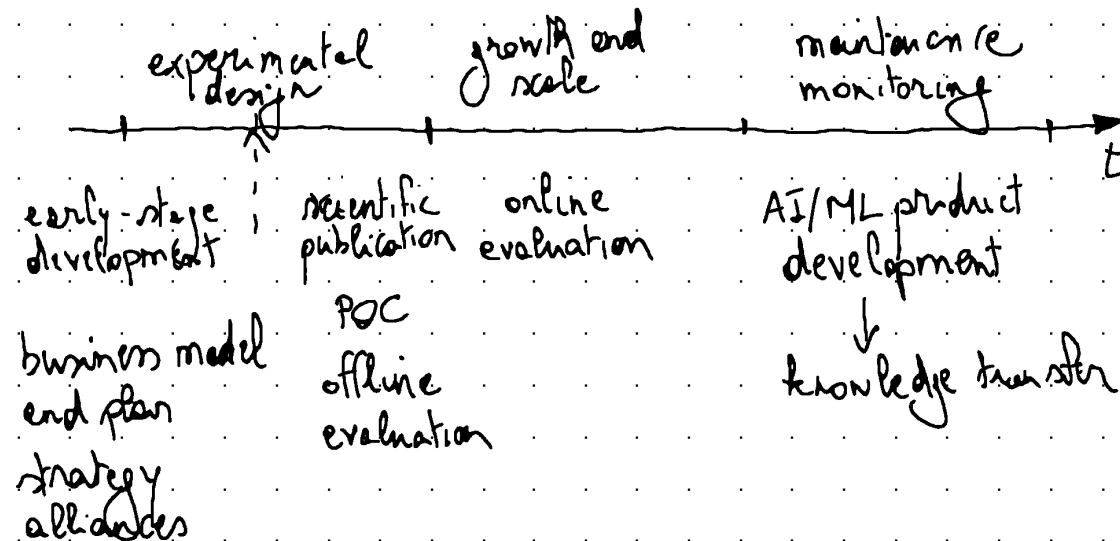 experimental
design
growth and
scale
maintenance
monitoring
t
early-stage
development
scientific
publication
online
evaluation
AI/ML product
development
business model
and plan
strategy
alliances
POC
offline
evaluation
knowledge transfer